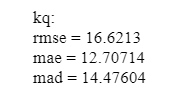 kq:
rmse = 16.6213
mae = 12.70714
mad = 14.47604